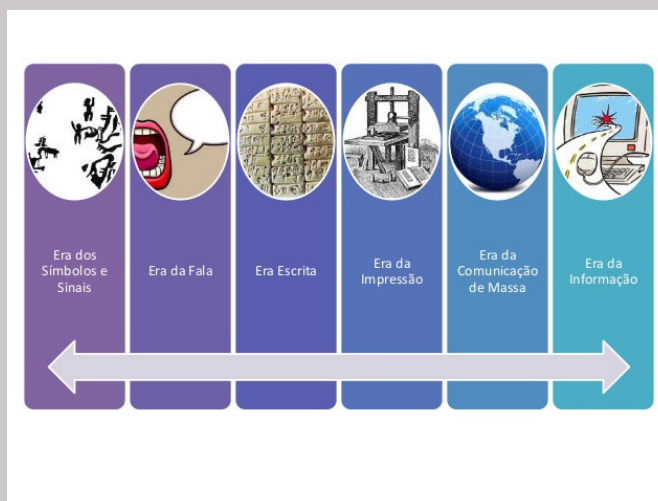 Era dos
Símbolos e
Sinais
Era da Fala
Era Escrita
Era da
Impressão
Era da
Comunicação
de Massa
Era da
Informação